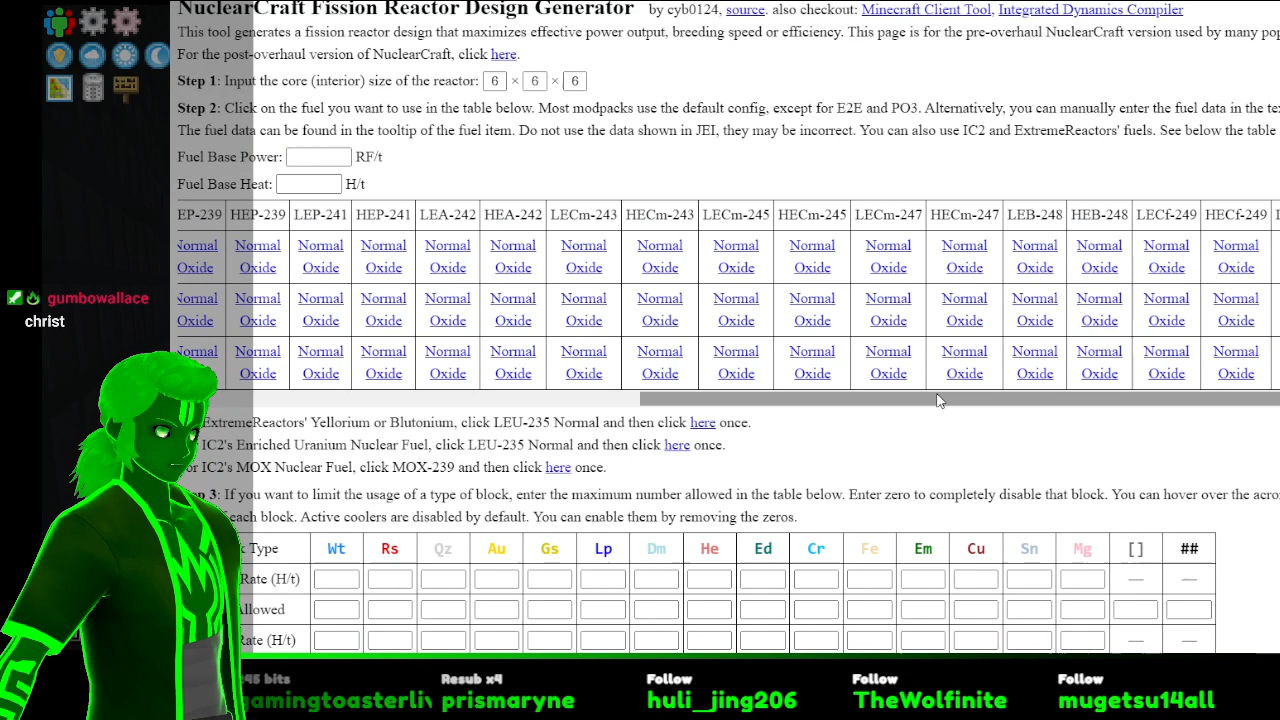 NuclearCraft Fission Reactor Design Generator by cyb0124, source. also checkout: Minecraft Client Tool, Integrated Dynamics Compiler
This tool generates a fission reactor design that maximizes effective power output, breeding speed or efficiency. This page is for the pre-overhaul NuclearCraft version used by many
For the post-overhaul version of NuclearCraft, click here.
Step 1: Input the core (interior) size of the reactor: 6 × 6 × 6
Step 2: Click on the fuel you want to use in the table below. Most modpacks use the default config, except for E2E and PO3. Alternatively, you can manually enter the fuel data in the
The fuel data can be found in the tooltip of the fuel item. Do not use the data shown in JEI, they may be incorrect. You can also use IC2 and ExtremeReactors' fuels. See below the table
Fuel Base Power: RF/t
Fuel Base Heat: H/t
EP-239 HEP-239 LEP-241 HEP-241 LEA-242 HEA-242 LECm-243 HECm-243 LECm-245 HECm-245 LECm-247 HECm-247 LEB-248 HEB-248 LECf-249 HECf-249
Normal Normal Normal Normal Normal Normal Normal Normal Normal Normal Normal Normal Normal Normal Normal Normal
Oxide Oxide Oxide Oxide Oxide Oxide Oxide Oxide Oxide Oxide Oxide Oxide Oxide Oxide Oxide Oxide
Normal Normal Normal Normal Normal Normal Normal Normal Normal Normal Normal Normal Normal Normal Normal Normal
Oxide Oxide Oxide Oxide Oxide Oxide Oxide Oxide Oxide Oxide Oxide Oxide Oxide Oxide Oxide Oxide
Normal Normal Normal Normal Normal Normal Normal Normal Normal Normal Normal Normal Normal Normal Normal Normal
Oxide Oxide Oxide Oxide Oxide Oxide Oxide Oxide Oxide Oxide Oxide Oxide Oxide Oxide Oxide Oxide
ExtremeReactors' Yellorium or Blutonium, click LEU-235 Normal and then click here once.
IC2's Enriched Uranium Nuclear Fuel, click LEU-235 Normal and then click here once.
IC2's MOX Nuclear Fuel, click MOX-239 and then click here once.
3: If you want to limit the usage of a type of block, enter the maximum number allowed in the table below. Enter zero to completely disable that block. You can hover over the
each block. Active coolers are disabled by default. You can enable them by removing the zeros.
Type Wt Rs Qz Au Gs Lp Dm He Ed Cr Fe Em Cu Sn Mg [] ##
Rate (H/t) — —
Allowed
Rate (H/t) — —
gumbowallace
christ
bits
gamingtoasterliv
Resub x4
prismaryne
Follow
huli_jing206
Follow
TheWolfinite
Follow
mugetsu14all